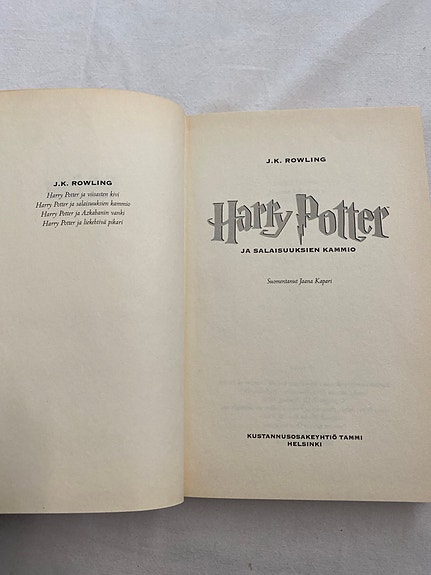 J.K. ROWLING
Harry Potter ja viisasten kivi
Harry Potter ja salaisuuksien kammio
Harry Potter ja Azkabanin vanki
Harry Potter ja liekehtivä pikari
J.K. ROWLING
Harry Potter
JA SALAISUUKSIEN KAMMIO
Suomentanut Jaana Kapari
KUSTANNUSOSAKEYHTIÖ TAMMI
HELSINKI